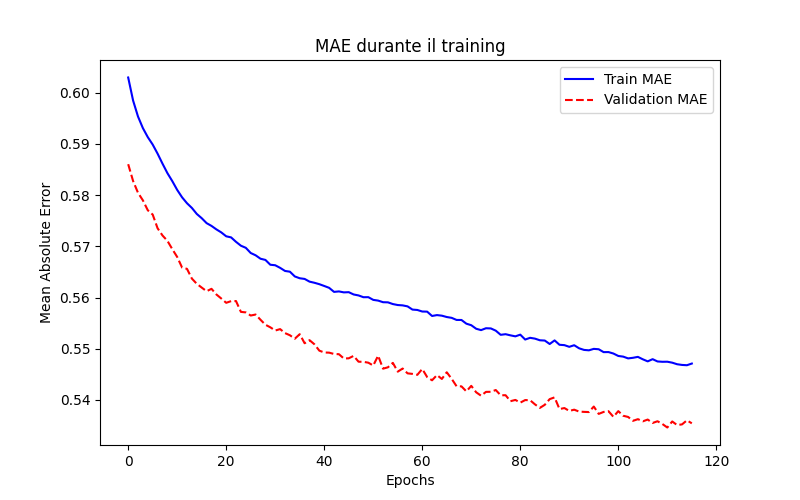 MAE durante il training
Train MAE
Validation MAE
Mean Absolute Error
0.60
0.59
0.58
0.57
0.56
0.55
0.54
0 20 40 60 80 100 120
Epochs